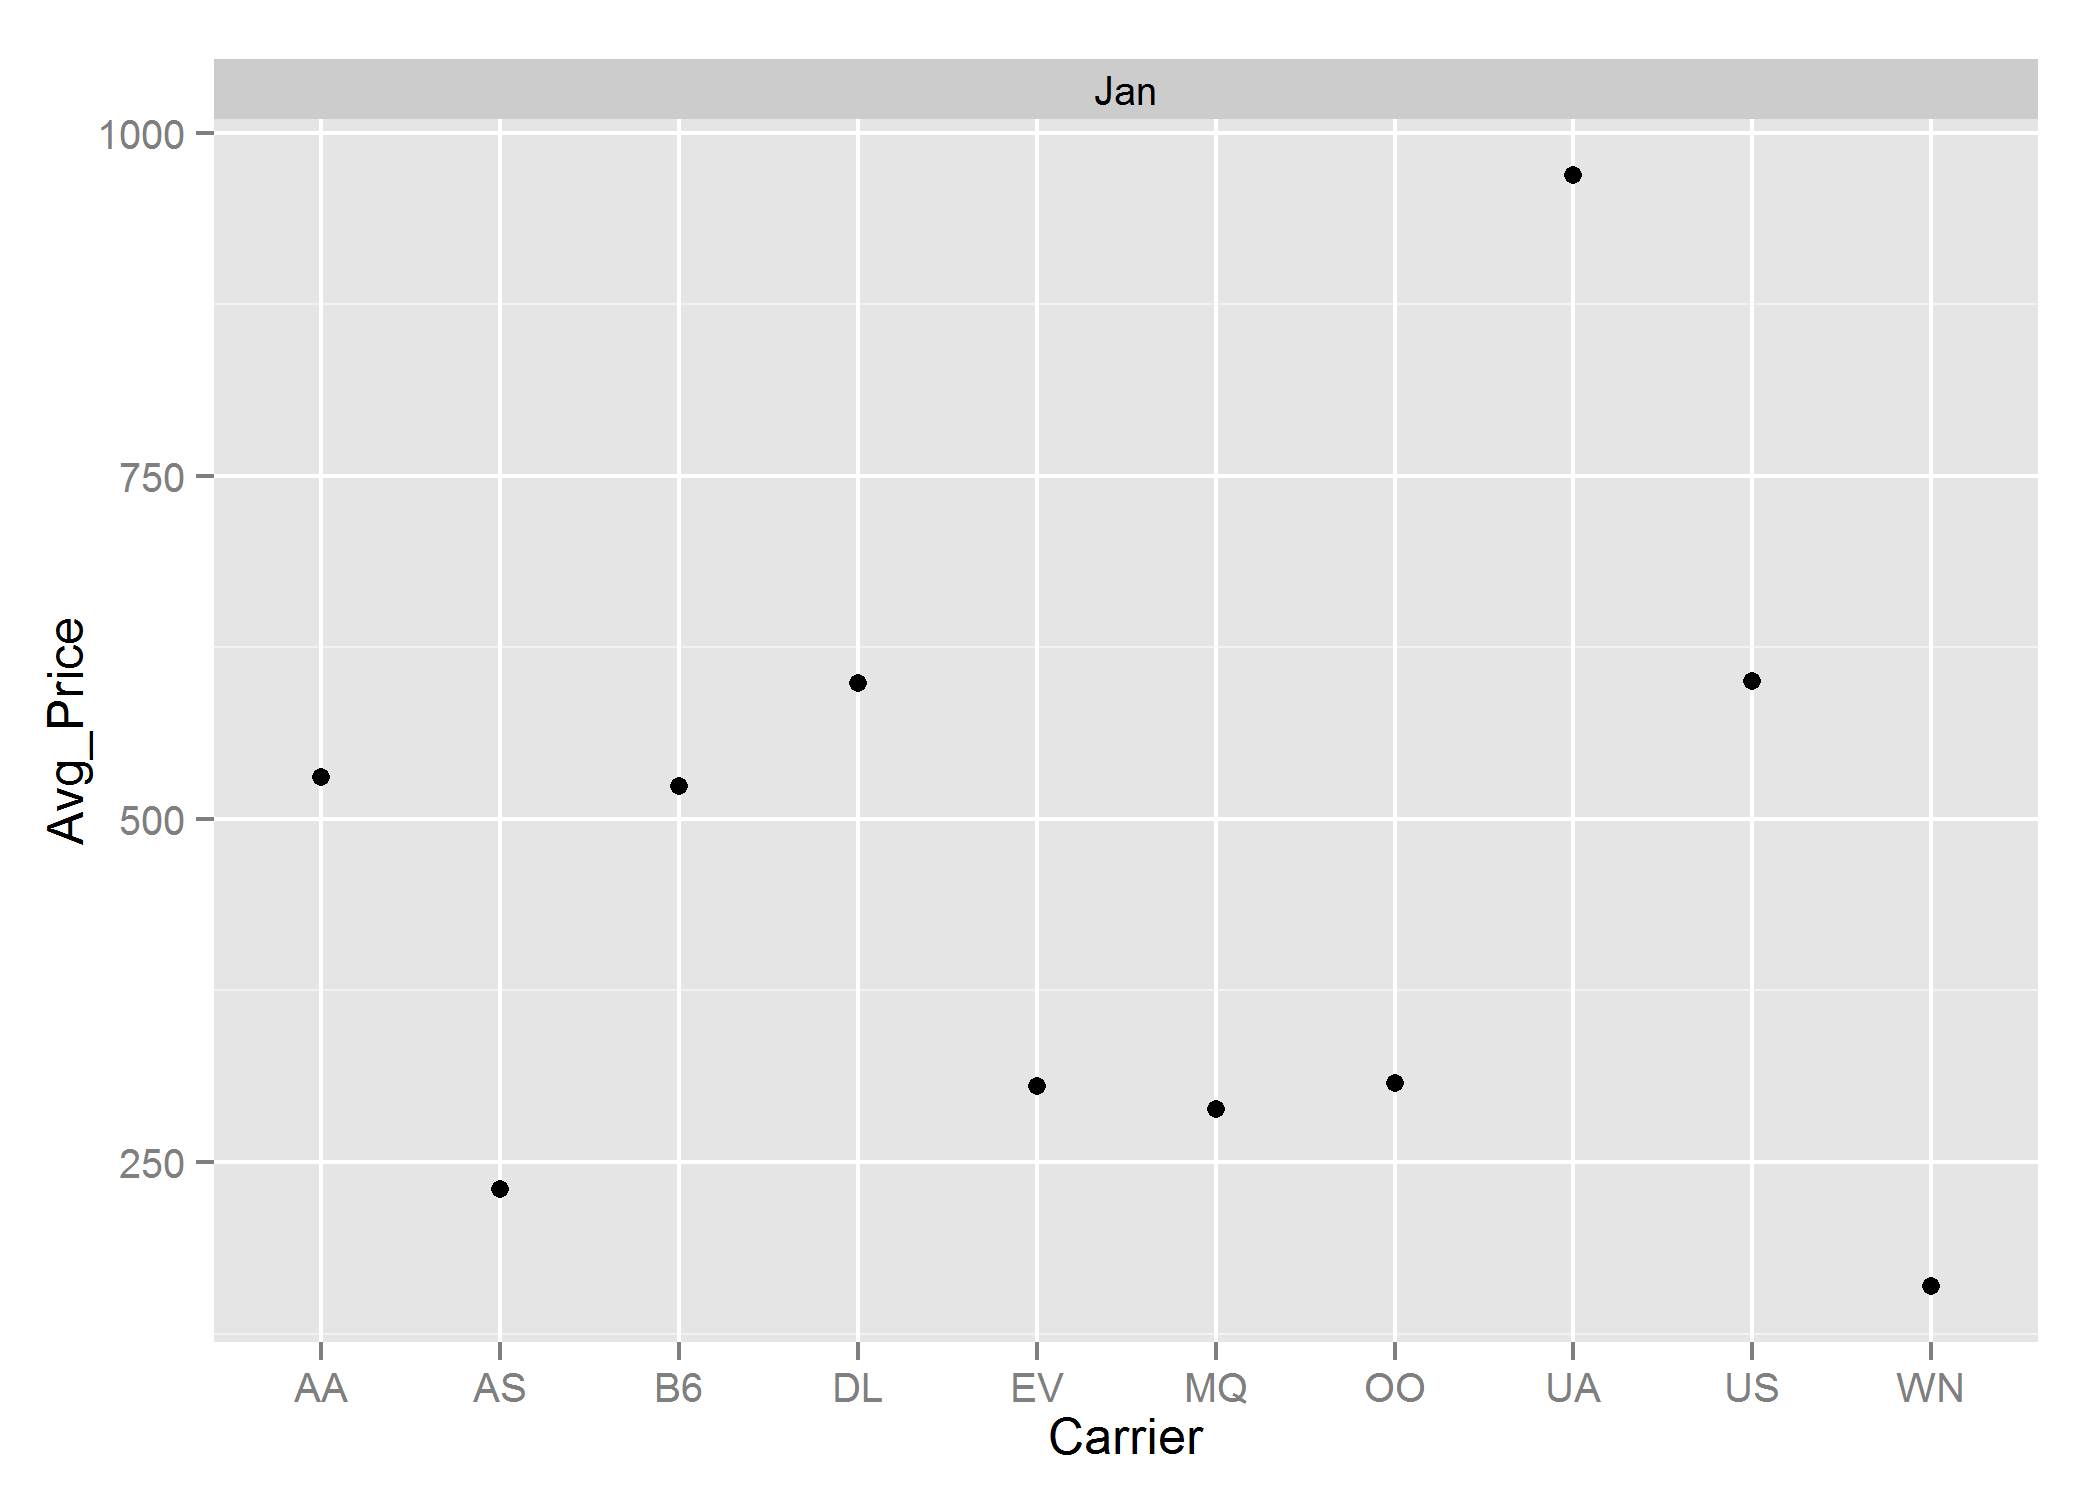 Jan
1000
750
500
250
Avg_Price
AA AS B6 DL EV MQ OO UA US WN
Carrier